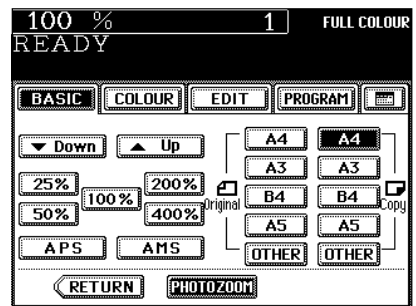 100 % 1 FULL COLOUR
READY
BASIC COLOUR EDIT PROGRAM
Down Up
A4 A4
A3 A3
25% 100% 200%
Original B4 B4 Copy
50% 400%
A5 A5
APS AMS
OTHER OTHER
RETURN PHOTOZOOM